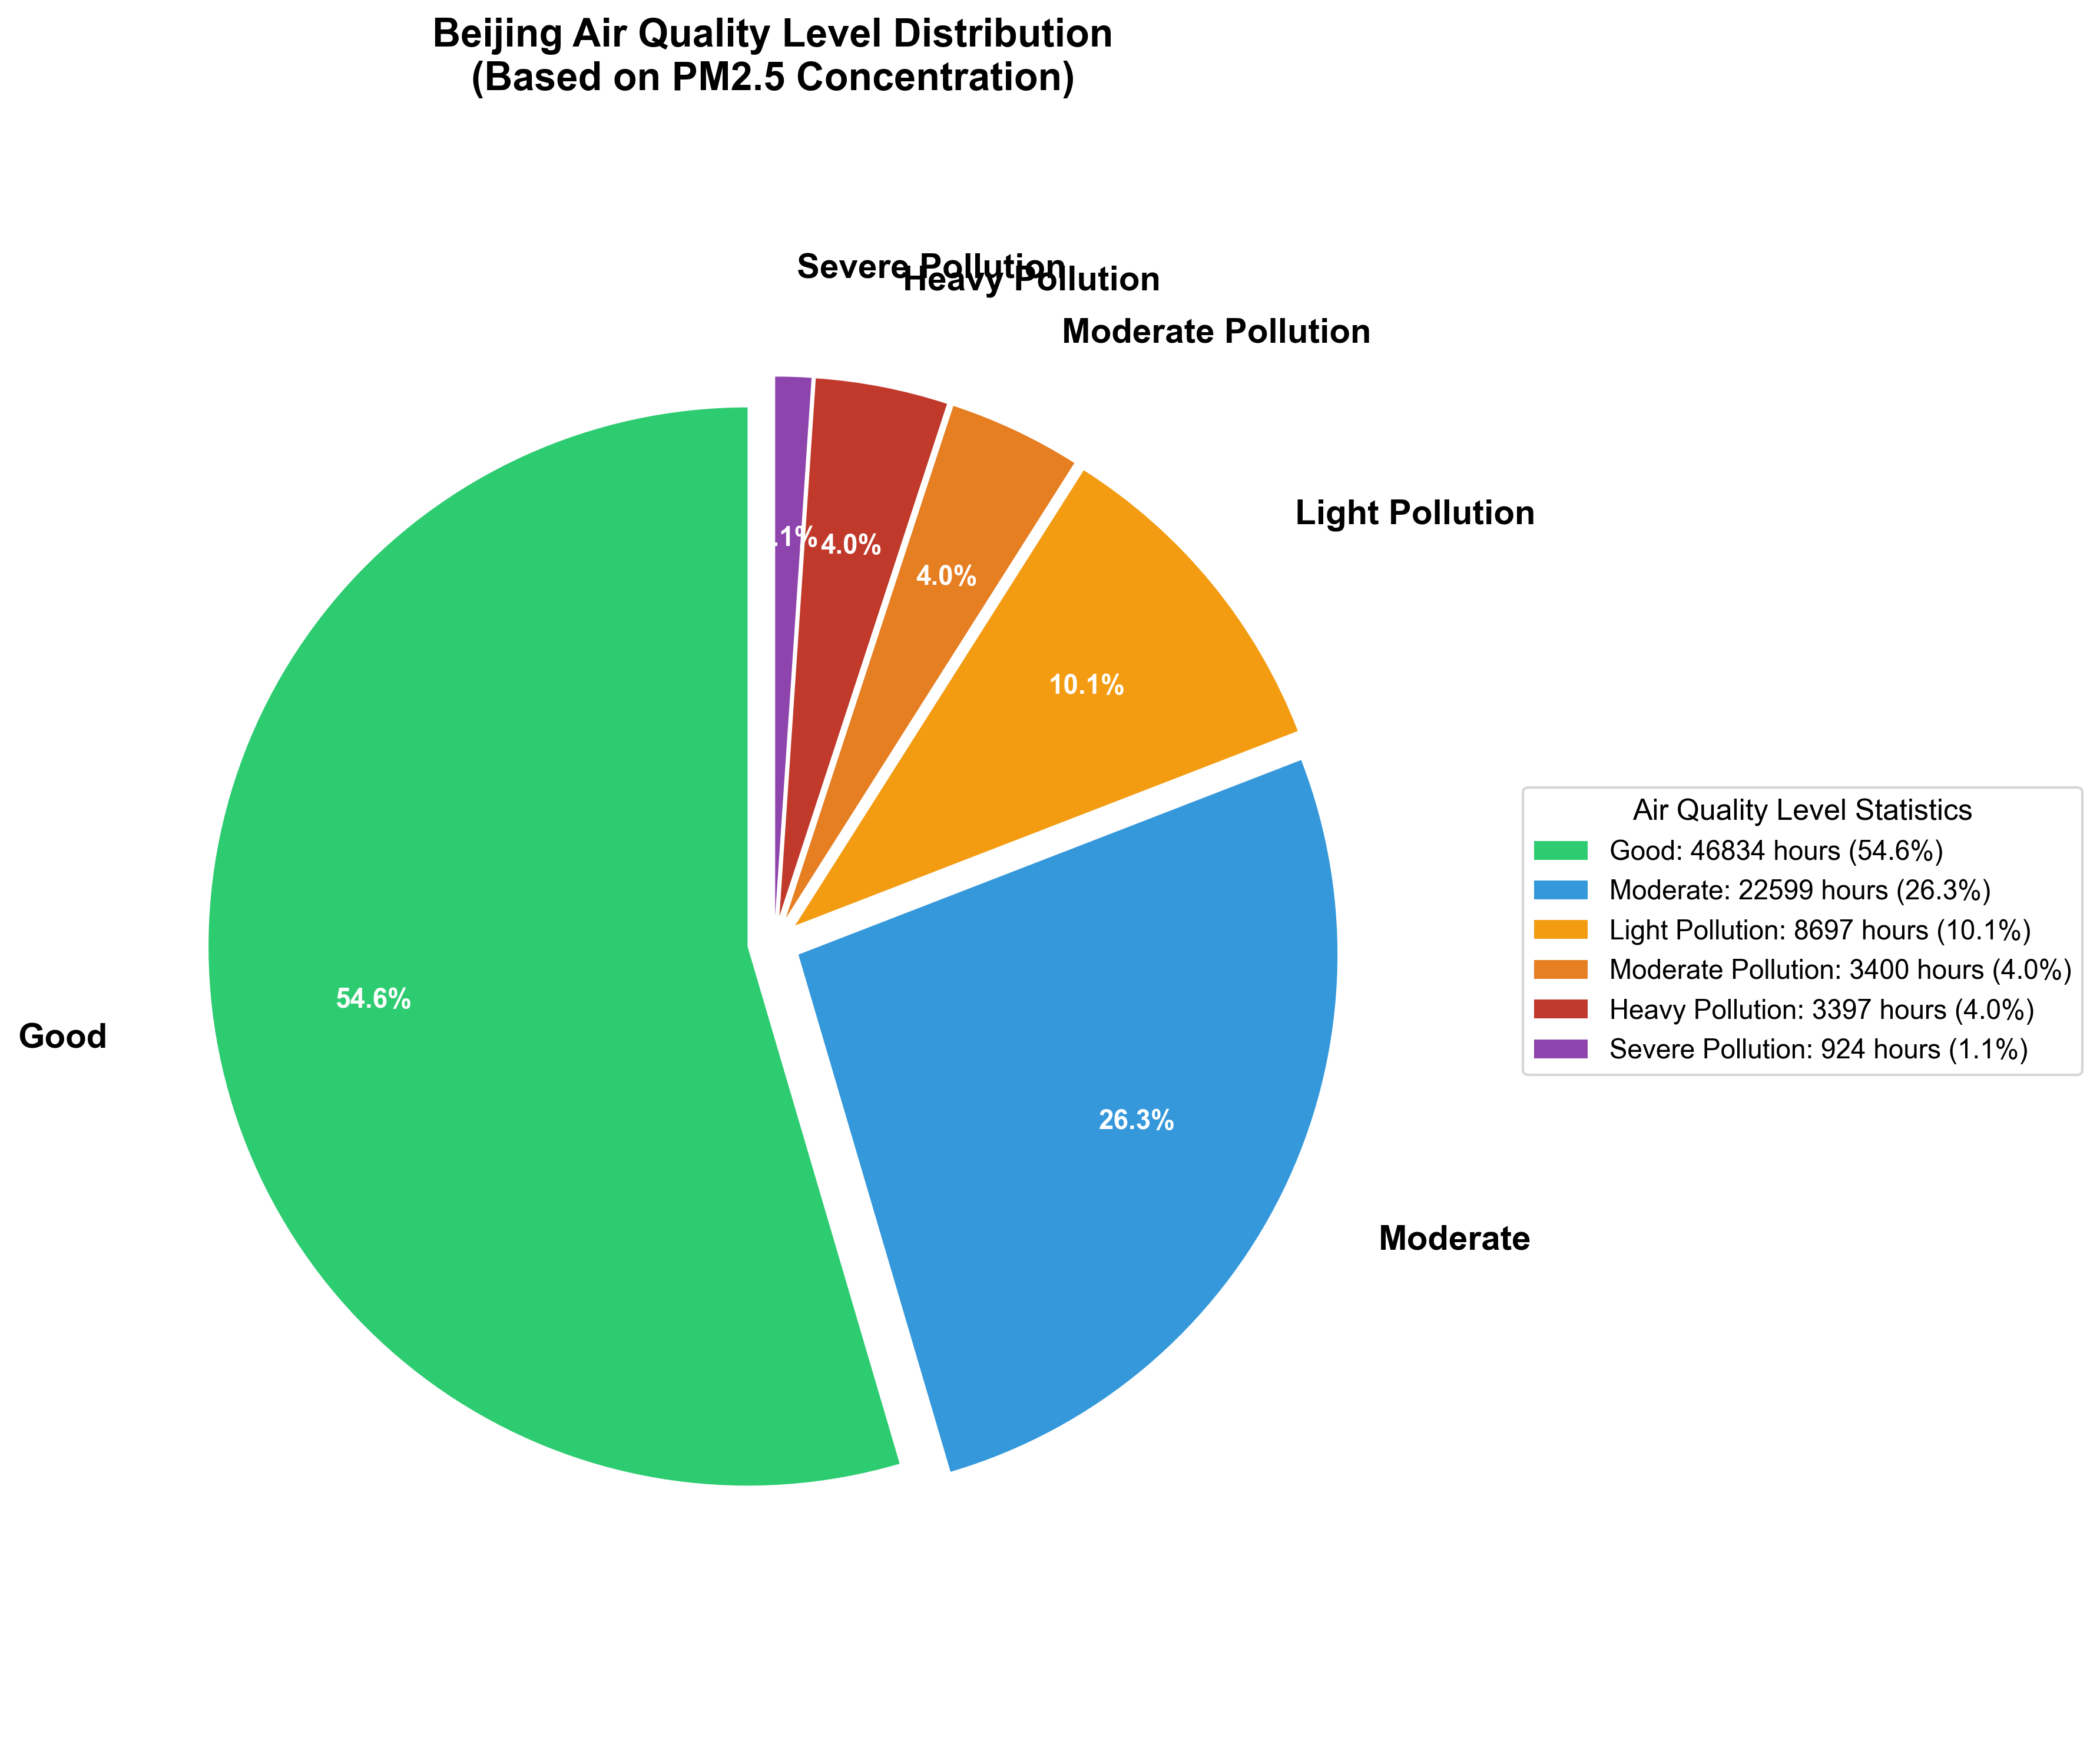 Beijing Air Quality Level Distribution
(Based on PM2.5 Concentration)
Severe Pollution
Heavy Pollution
Moderate Pollution
Light Pollution
.1%
4.0%
4.0%
10.1%
54.6%
Good
26.3%
Moderate
Air Quality Level Statistics
Good: 46834 hours (54.6%)
Moderate: 22599 hours (26.3%)
Light Pollution: 8697 hours (10.1%)
Moderate Pollution: 3400 hours (4.0%)
Heavy Pollution: 3397 hours (4.0%)
Severe Pollution: 924 hours (1.1%)